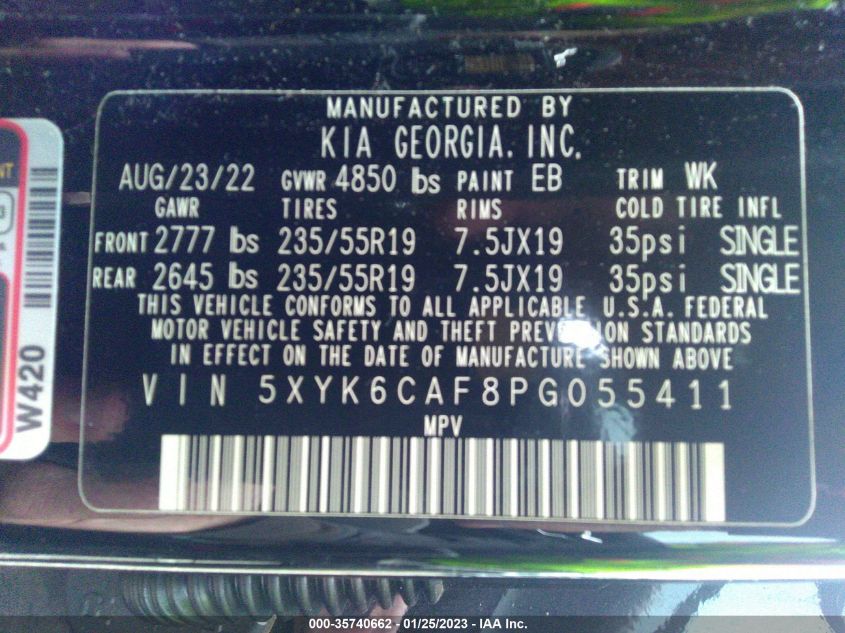 MANUFACTURED BY
KIA GEORGIA. INC.
AUG/23/22 GVWR 4850 lbs PAINT EB TRIM WK
GAWR TIRES RIMS COLD TIRE INFL
FRONT 2777 lbs 235/55R19 7.5JX19 35psi SINGLE
REAR 2645 lbs 235/55R19 7.5JX19 35psi SINGLE
THIS VEHICLE CONFORMS TO ALL APPLICABLE U.S.A. FEDERAL
MOTOR VEHICLE SAFETY AND THEFT PREVENTION STANDARDS
IN EFFECT ON THE DATE OF MANUFACTURE SHOWN ABOVE
VIN 5XYK6CAF8PG055411
MPV
W420
000-35740662 - 01/25/2023 - IAA Inc.